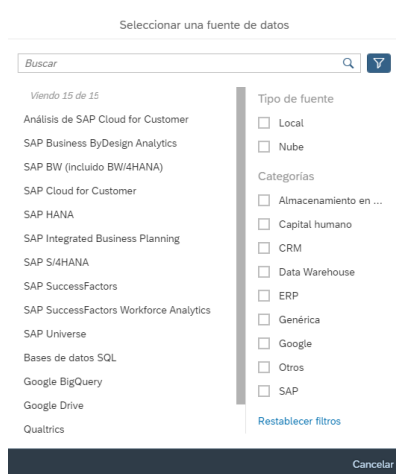 Seleccionar una fuente de datos
Buscar
Viendo 15 de 15
Análisis de SAP Cloud for Customer
SAP Business ByDesign Analytics
SAP BW (incluido BW/4HANA)
SAP Cloud for Customer
SAP HANA
SAP Integrated Business Planning
SAP S/4HANA
SAP SuccessFactors
SAP SuccessFactors Workforce Analytics
SAP Universe
Bases de datos SQL
Google BigQuery
Google Drive
Qualtrics
Tipo de fuente
Local
Nube
Categorías
Almacenamiento en ...
Capital humano
CRM
Data Warehouse
ERP
Genérica
Google
Otros
SAP
Restablecer filtros
Cancelar